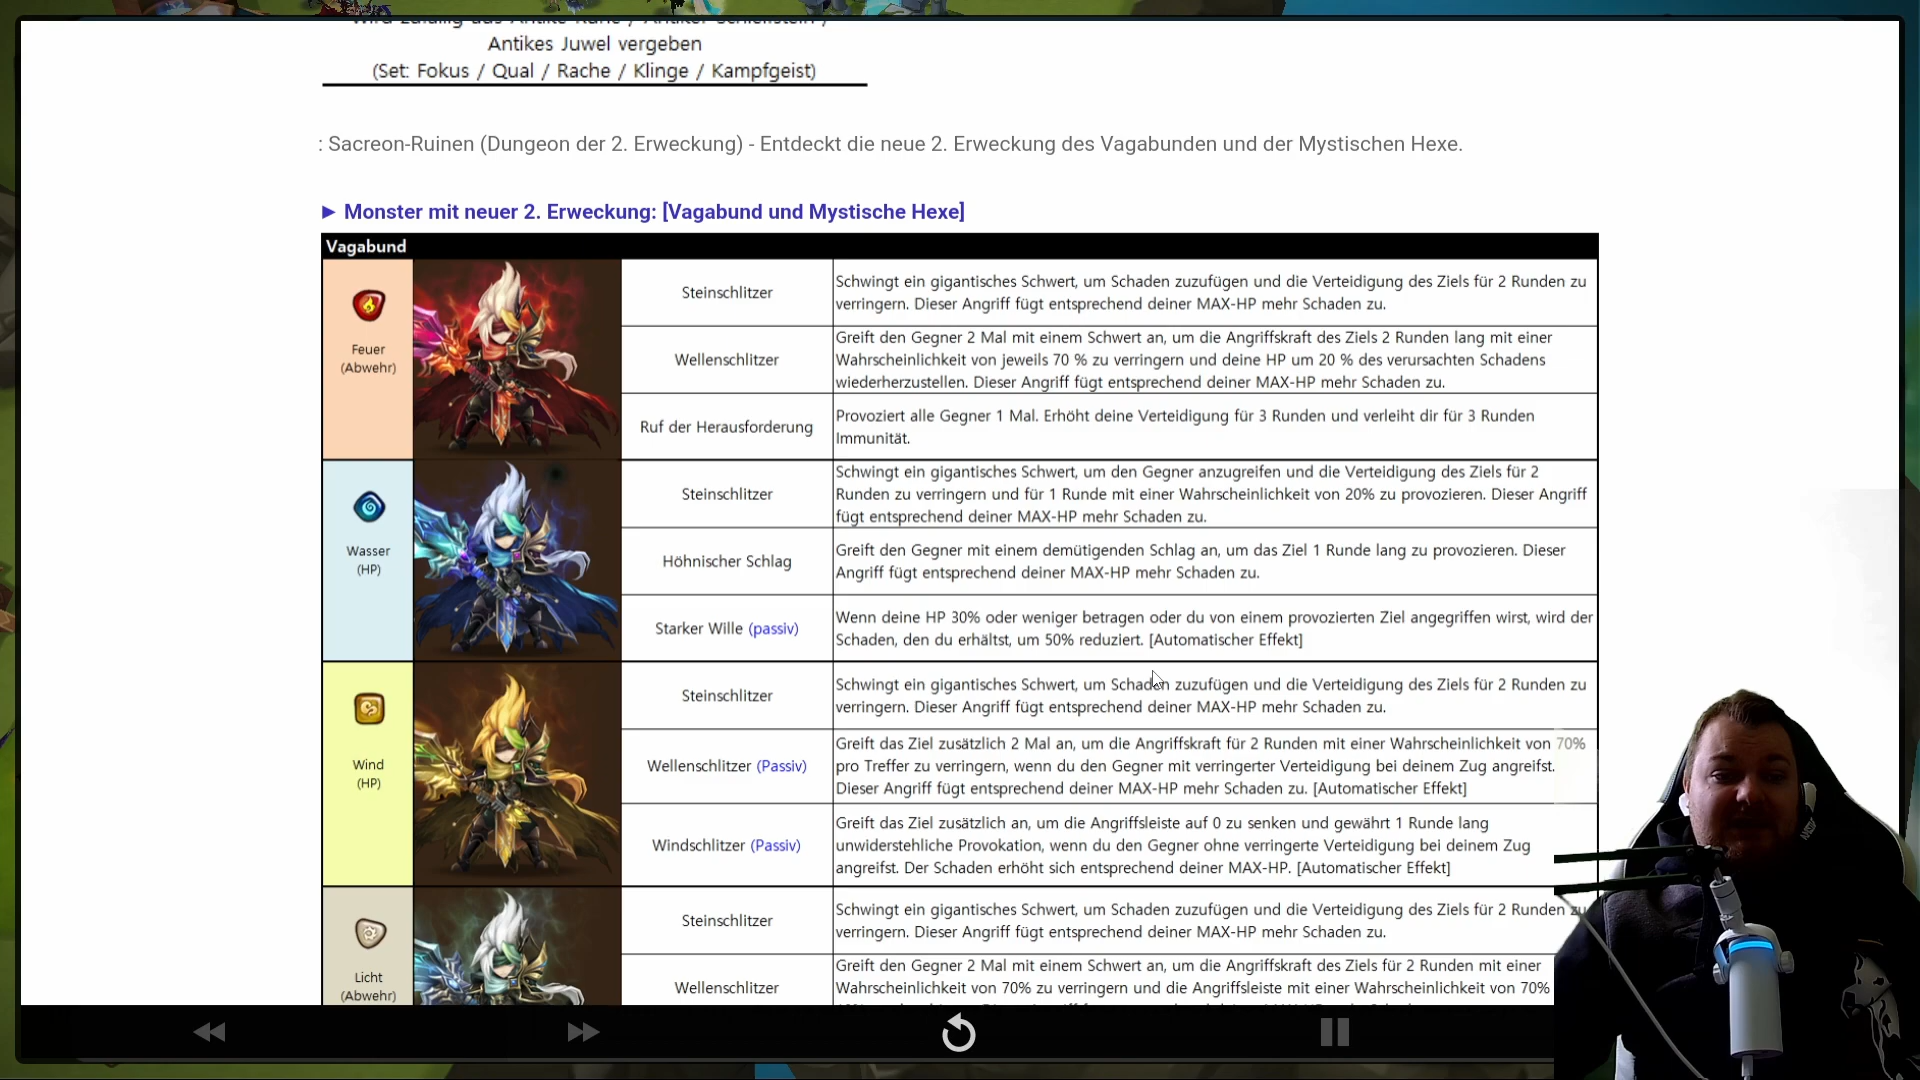 Wird zufällig aus Antike Rune / Antiker Schleifstein /
Antikes Juwel vergeben
(Set: Fokus / Qual / Rache / Klinge / Kampfgeist)
: Sacreon-Ruinen (Dungeon der 2. Erweckung) - Entdeckt die neue 2. Erweckung des Vagabunden und der Mystischen Hexe.
► Monster mit neuer 2. Erweckung: [Vagabund und Mystische Hexe]
Vagabund
Feuer
(Abwehr)
Steinschlitzer
Schwingt ein gigantisches Schwert, um Schaden zuzufügen und die Verteidigung des Ziels für 2 Runden zu
verringern. Dieser Angriff fügt entsprechend deiner MAX-HP mehr Schaden zu.
Wellenschlitzer
Greift den Gegner 2 Mal mit einem Schwert an, um die Angriffskraft des Ziels 2 Runden lang mit einer
Wahrscheinlichkeit von jeweils 70 % zu verringern und deine HP um 20 % des verursachten Schadens
wiederherzustellen. Dieser Angriff fügt entsprechend deiner MAX-HP mehr Schaden zu.
Ruf der Herausforderung
Provoziert alle Gegner 1 Mal. Erhöht deine Verteidigung für 3 Runden und verleiht dir für 3 Runden
Immunität.
Wasser
(HP)
Steinschlitzer
Schwingt ein gigantisches Schwert, um den Gegner anzugreifen und die Verteidigung des Ziels für 2
Runden zu verringern und für 1 Runde mit einer Wahrscheinlichkeit von 20% zu provozieren. Dieser Angriff
fügt entsprechend deiner MAX-HP mehr Schaden zu.
Höhnischer Schlag
Greift den Gegner mit einem demütigenden Schlag an, um das Ziel 1 Runde lang zu provozieren. Dieser
Angriff fügt entsprechend deiner MAX-HP mehr Schaden zu.
Starker Wille (passiv)
Wenn deine HP 30% oder weniger betragen oder du von einem provozierten Ziel angegriffen wirst, wird der
Schaden, den du erhältst, um 50% reduziert. [Automatischer Effekt]
Wind
(HP)
Steinschlitzer
Schwingt ein gigantisches Schwert, um Schaden zuzufügen und die Verteidigung des Ziels für 2 Runden zu
verringern. Dieser Angriff fügt entsprechend deiner MAX-HP mehr Schaden zu.
Wellenschlitzer (Passiv)
Greift das Ziel zusätzlich 2 Mal an, um die Angriffskraft für 2 Runden mit einer Wahrscheinlichkeit von 70%
pro Treffer zu verringern, wenn du den Gegner mit verringerter Verteidigung bei deinem Zug angreifst.
Dieser Angriff fügt entsprechend deiner MAX-HP mehr Schaden zu. [Automatischer Effekt]
Windschlitzer (Passiv)
Greift das Ziel zusätzlich an, um die Angriffsleiste auf 0 zu senken und gewährt 1 Runde lang
unwiderstehliche Provokation, wenn du den Gegner ohne verringerte Verteidigung bei deinem Zug
angreifst. Der Schaden erhöht sich entsprechend deiner MAX-HP. [Automatischer Effekt]
Licht
(Abwehr)
Steinschlitzer
Schwingt ein gigantisches Schwert, um Schaden zuzufügen und die Verteidigung des Ziels für 2 Runden zu
verringern. Dieser Angriff fügt entsprechend deiner MAX-HP mehr Schaden zu.
Wellenschlitzer
Greift den Gegner 2 Mal mit einem Schwert an, um die Angriffskraft des Ziels für 2 Runden mit einer
Wahrscheinlichkeit von 70% zu verringern und die Angriffsleiste mit einer Wahrscheinlichkeit von 70%